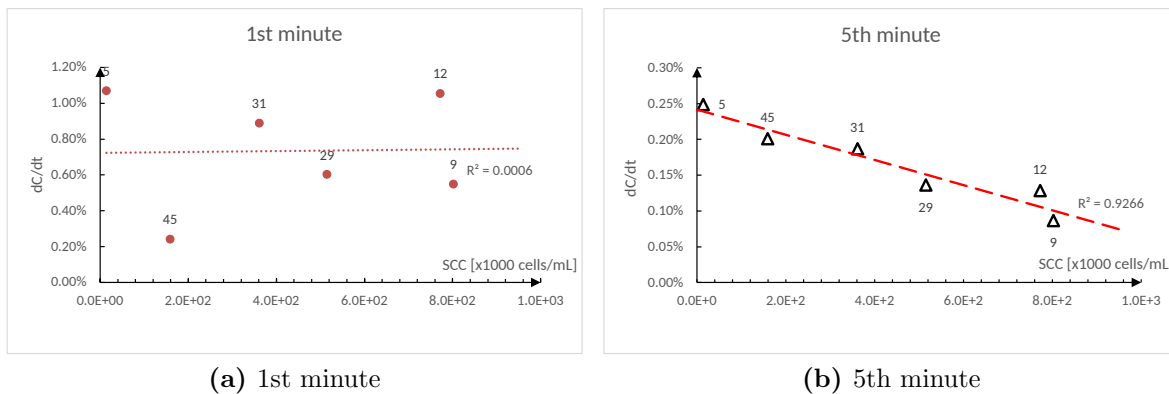 1st minute
1.20%
1.00%
0.80%
0.60%
0.40%
0.20%
0.00%
dC/dt
5
45
31
29
12
9
R² = 0.0006
SCC [x1000 cells/mL]
0.0E+0 2.0E+02 4.0E+02 6.0E+02 8.0E+02 1.0E+03
(a) 1st minute
5th minute
0.30%
0.25%
0.20%
0.15%
0.10%
0.05%
0.00%
dC/dt
5
45
31
29
12
9
R² = 0.9266
SCC [x1000 cells/mL]
0.0E+0 2.0E+2 4.0E+2 6.0E+2 8.0E+2 1.0E+3
(b) 5th minute